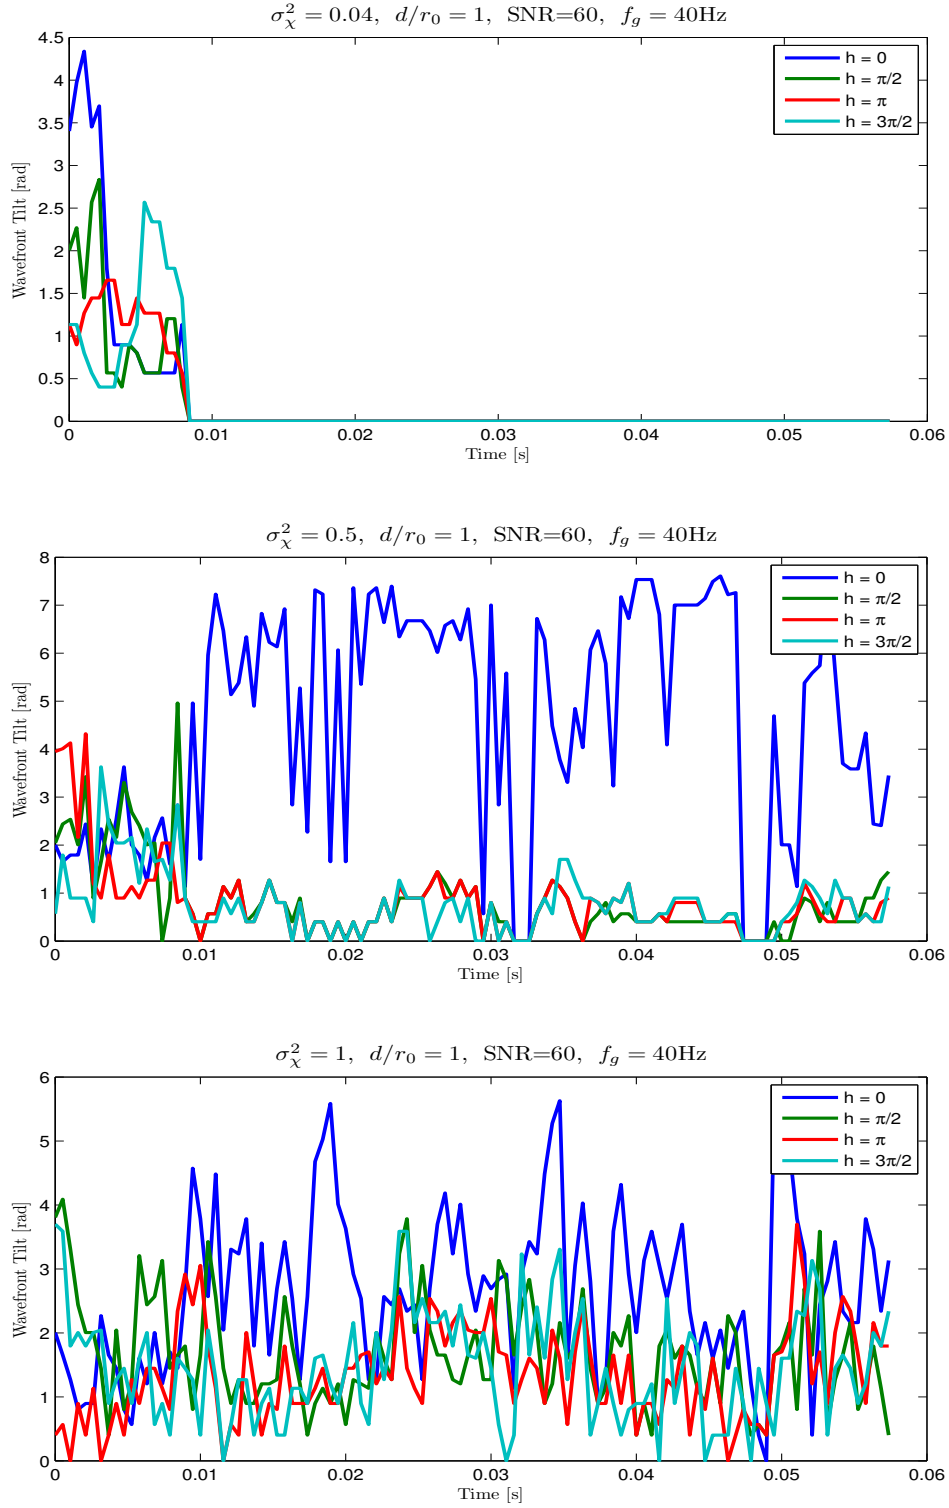 σ²_χ = 0.04, d/r₀ = 1, SNR=60, f_g = 40Hz
4.5
4
3.5
3
2.5
2
1.5
1
0.5
0
Wavefront Tilt [rad]
h = 0
h = π/2
h = π
h = 3π/2
0 0.01 0.02 0.03 0.04 0.05 0.06
Time [s]
σ²_χ = 0.5, d/r₀ = 1, SNR=60, f_g = 40Hz
8
7
6
5
4
3
2
1
0
Wavefront Tilt [rad]
h = 0
h = π/2
h = π
h = 3π/2
0 0.01 0.02 0.03 0.04 0.05 0.06
Time [s]
σ²_χ = 1, d/r₀ = 1, SNR=60, f_g = 40Hz
6
5
4
3
2
1
0
Wavefront Tilt [rad]
h = 0
h = π/2
h = π
h = 3π/2
0 0.01 0.02 0.03 0.04 0.05 0.06
Time [s]